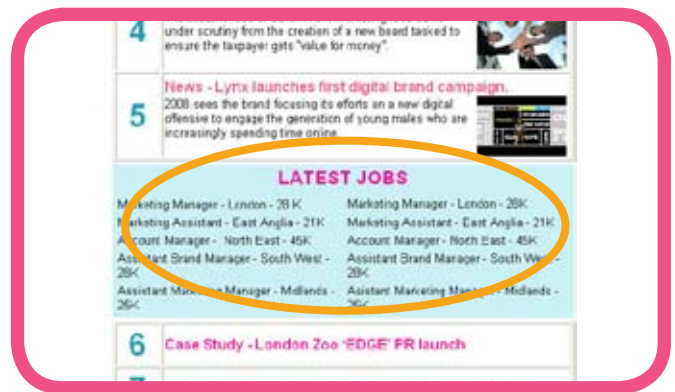 4
under scrutiny from the creation of a new board tasked to
ensure the taxpayer gets "value for money".
5
News - Lynx launches first digital brand campaign.
2008 sees the brand focusing its efforts on a new digital
offensive to engage the generation of young males who are
increasingly spending time online.
LATEST JOBS
Marketing Manager - London - 28 K
Marketing Assistant - East Anglia - 21K
Account Manager - North East - 45K
Assistant Brand Manager - South West -
28K
Assistant Marketing Manager - Midlands -
26K
Marketing Manager - London - 28K
Marketing Assistant - East Anglia - 21K
Account Manager - North East - 45K
Assistant Brand Manager - South West -
28K
Asistant Marketing Manager - Midlands -
26K
6
Case Study - London Zoo 'EDGE' PR launch